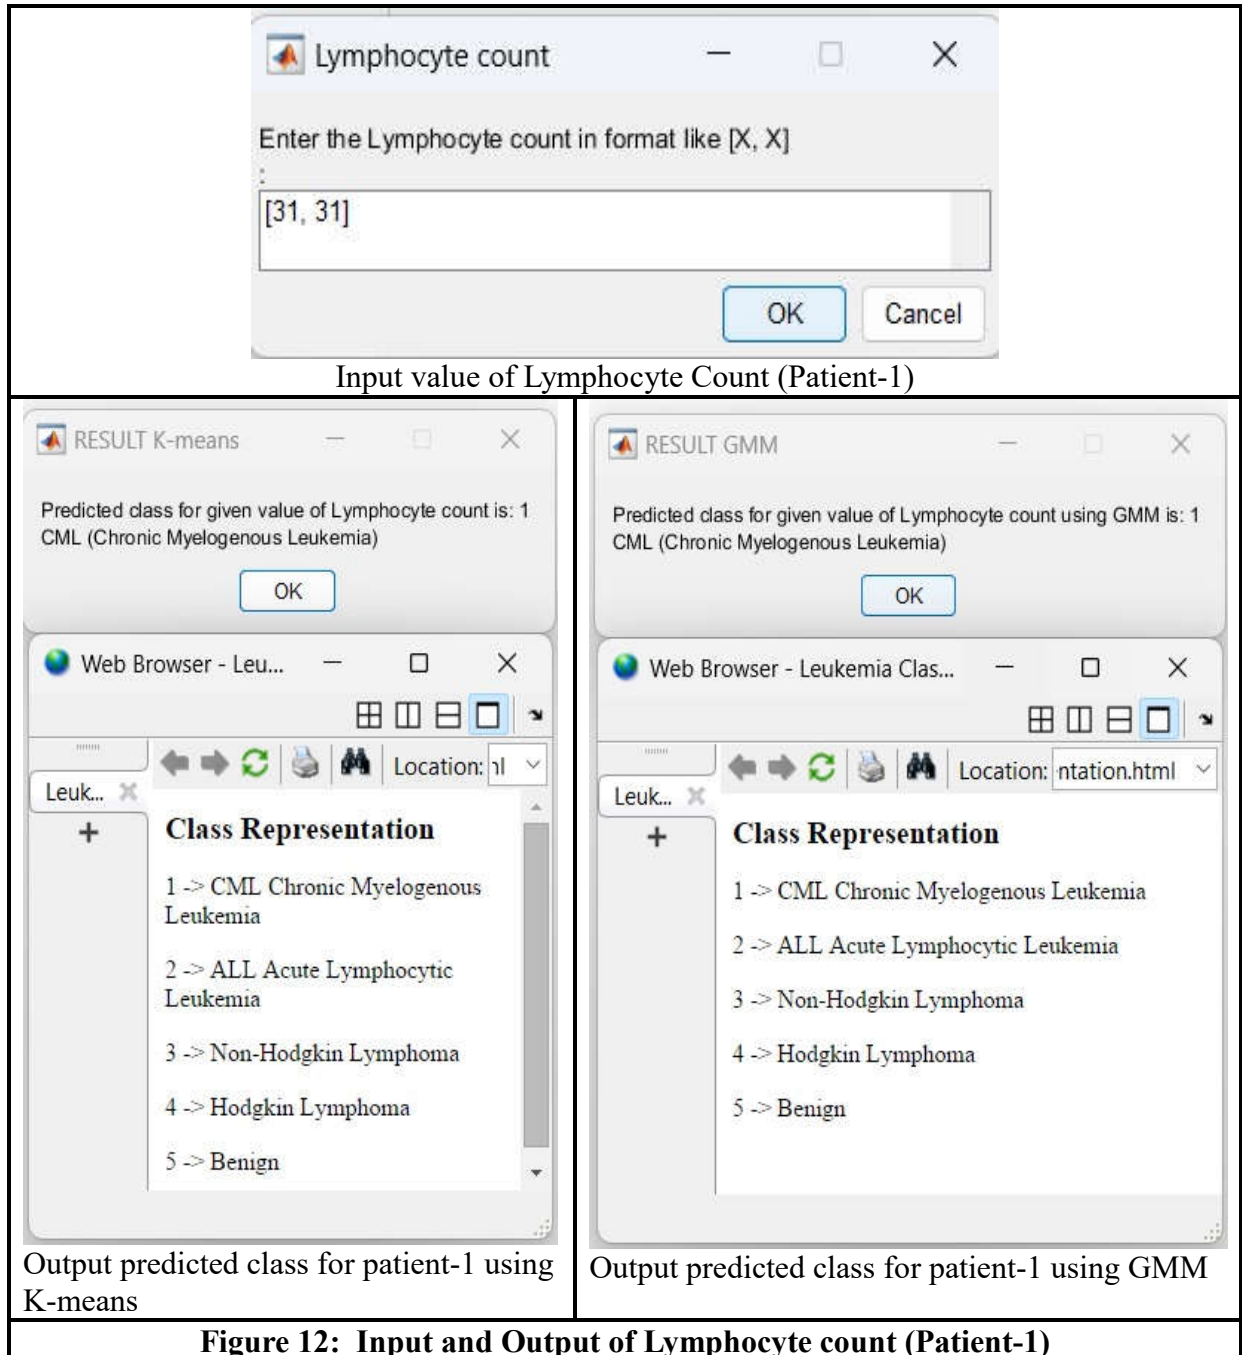 Lymphocyte count
Enter the Lymphocyte count in format like [X, X]
:
[31, 31]
OK Cancel
Input value of Lymphocyte Count (Patient-1)
RESULT K-means
Predicted class for given value of Lymphocyte count is: 1
CML (Chronic Myelogenous Leukemia)
OK
Web Browser - Leu...
Location:
Leuk...
Class Representation
1 -> CML Chronic Myelogenous
Leukemia
2 -> ALL Acute Lymphocytic
Leukemia
3 -> Non-Hodgkin Lymphoma
4 -> Hodgkin Lymphoma
5 -> Benign
Output predicted class for patient-1 using
K-means
RESULT GMM
Predicted class for given value of Lymphocyte count using GMM is: 1
CML (Chronic Myelogenous Leukemia)
OK
Web Browser - Leukemia Clas...
Location: ntation.html
Leuk...
Class Representation
1 -> CML Chronic Myelogenous Leukemia
2 -> ALL Acute Lymphocytic Leukemia
3 -> Non-Hodgkin Lymphoma
4 -> Hodgkin Lymphoma
5 -> Benign
Output predicted class for patient-1 using GMM
Figure 12: Input and Output of Lymphocyte count (Patient-1)